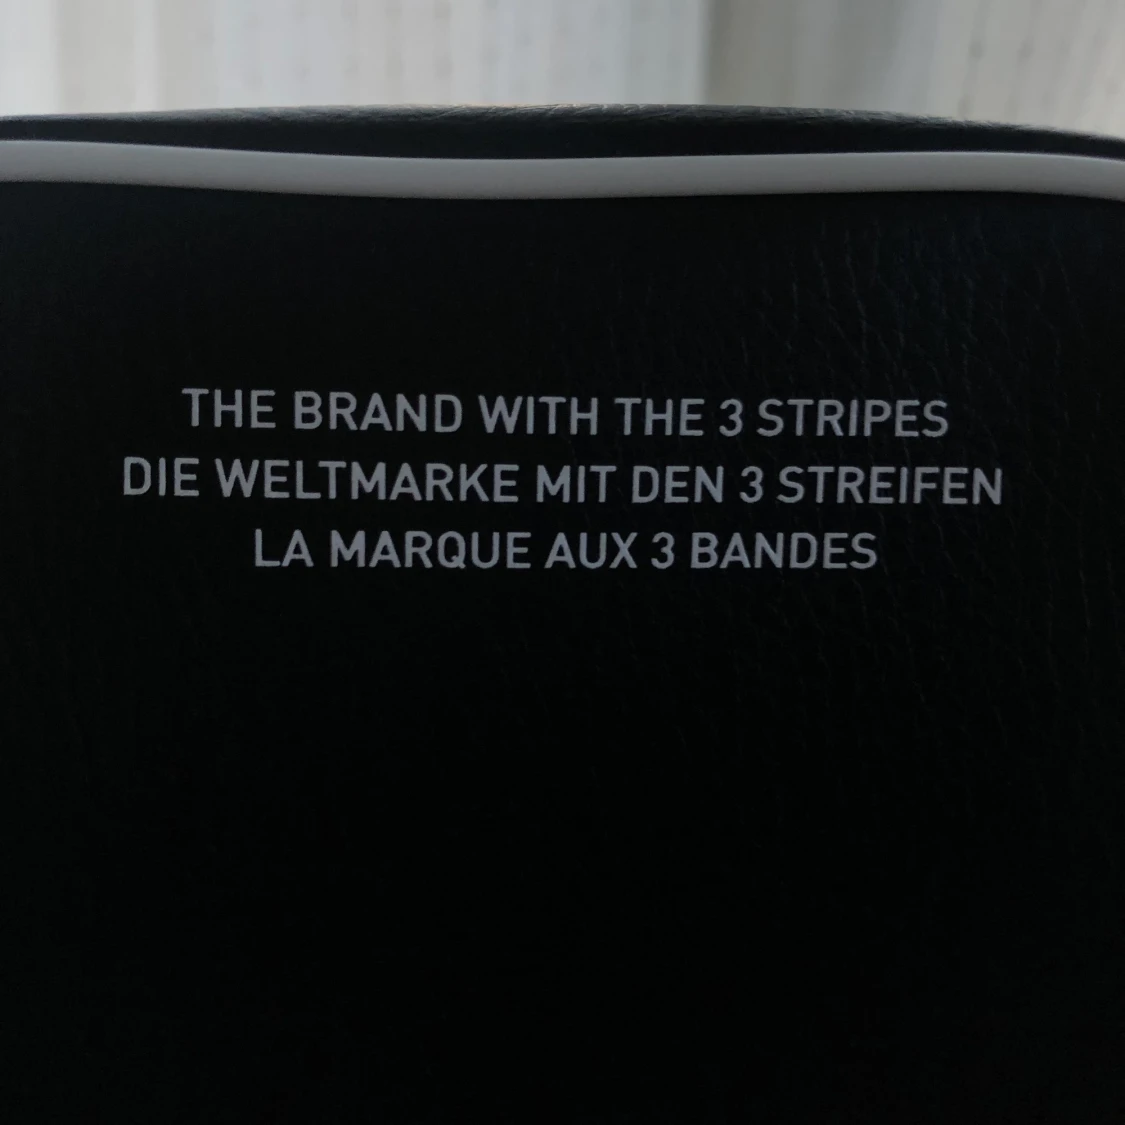 THE BRAND WITH THE 3 STRIPES
DIE WELTMARKE MIT DEN 3 STREIFEN
LA MARQUE AUX 3 BANDES